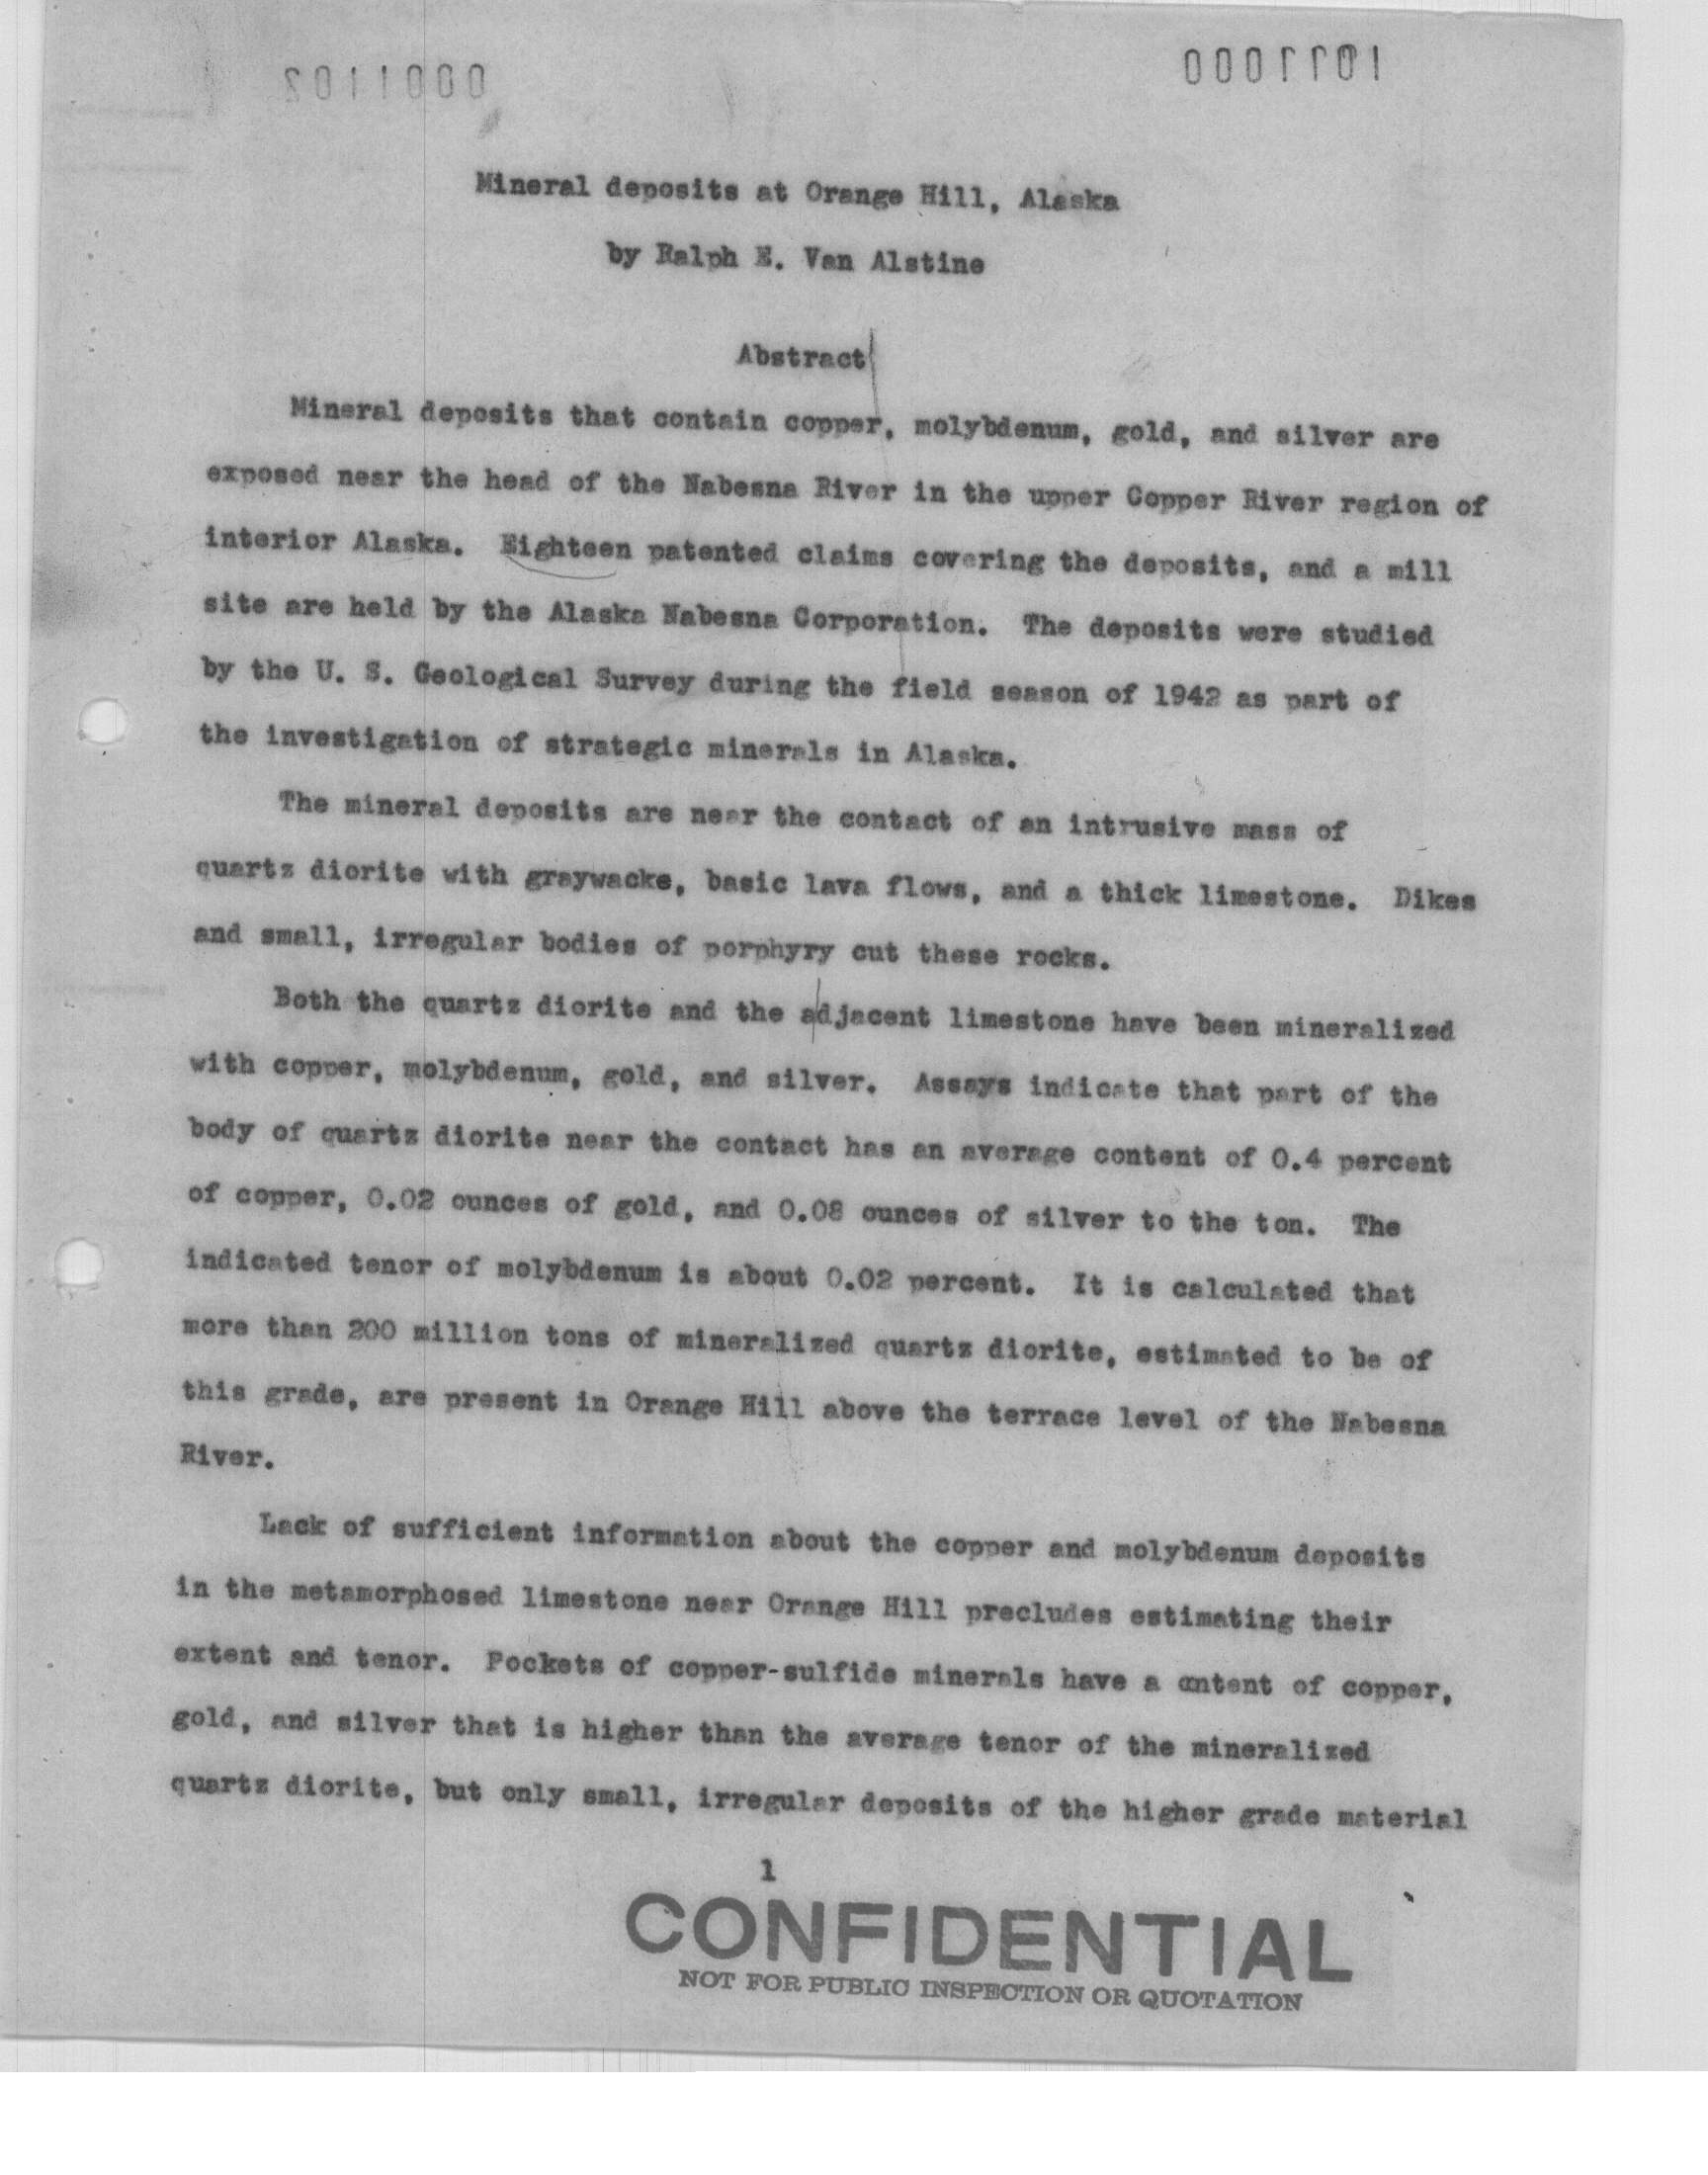 2011000
0001101
Mineral deposits at Orange Hill, Alaska
by Ralph E. Van Alstine
Abstract
Mineral deposits that contain copper, molybdenum, gold, and silver are
exposed near the head of the Nabesna River in the upper Copper River region of
interior Alaska. Eighteen patented claims covering the deposits, and a mill
site are held by the Alaska Nabesna Corporation. The deposits were studied
by the U. S. Geological Survey during the field season of 1942 as part of
the investigation of strategic minerals in Alaska.
The mineral deposits are near the contact of an intrusive mass of
quartz diorite with graywacke, basic lava flows, and a thick limestone. Dikes
and small, irregular bodies of porphyry cut these rocks.
Both the quartz diorite and the adjacent limestone have been mineralized
with copper, molybdenum, gold, and silver. Assays indicate that part of the
body of quartz diorite near the contact has an average content of 0.4 percent
of copper, 0.02 ounces of gold, and 0.08 ounces of silver to the ton. The
indicated tenor of molybdenum is about 0.02 percent. It is calculated that
more than 200 million tons of mineralized quartz diorite, estimated to be of
this grade, are present in Orange Hill above the terrace level of the Nabesna
River.
Lack of sufficient information about the copper and molybdenum deposits
in the metamorphosed limestone near Orange Hill precludes estimating their
extent and tenor. Pockets of copper-sulfide minerals have a content of copper,
gold, and silver that is higher than the average tenor of the mineralized
quartz diorite, but only small, irregular deposits of the higher grade material
1
CONFIDENTIAL
NOT FOR PUBLIC INSPECTION OR QUOTATION